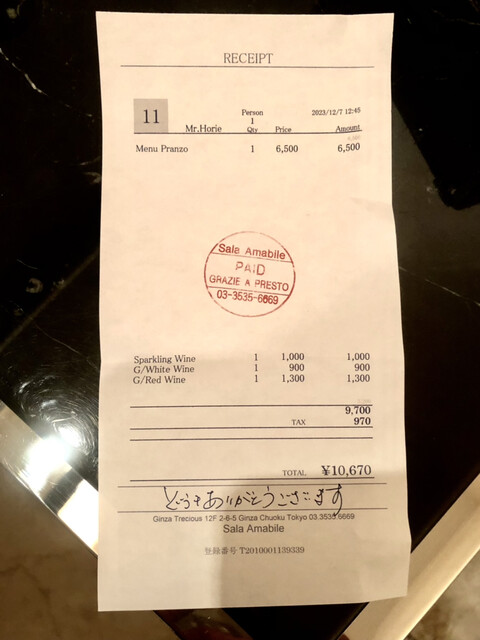 RECEIPT
11 Mr.Horie Person 1 Qty Price 2023/12/7 12:45 Amount
Menu Pranzo 1 6,500 6,500
Sala Amabile
PAID
GRAZIE A PRESTO
03-3535-6669
Sparkling Wine 1 1,000 1,000
G/White Wine 1 900 900
G/Red Wine 1 1,300 1,300
9,700
TAX 970
TOTAL ¥10,670
どうもありがとうございます
Ginza Trecious 12F 2-6-5 Ginza Chuoku Tokyo 03.3535.6669
Sala Amabile
登録番号 T2010001139339